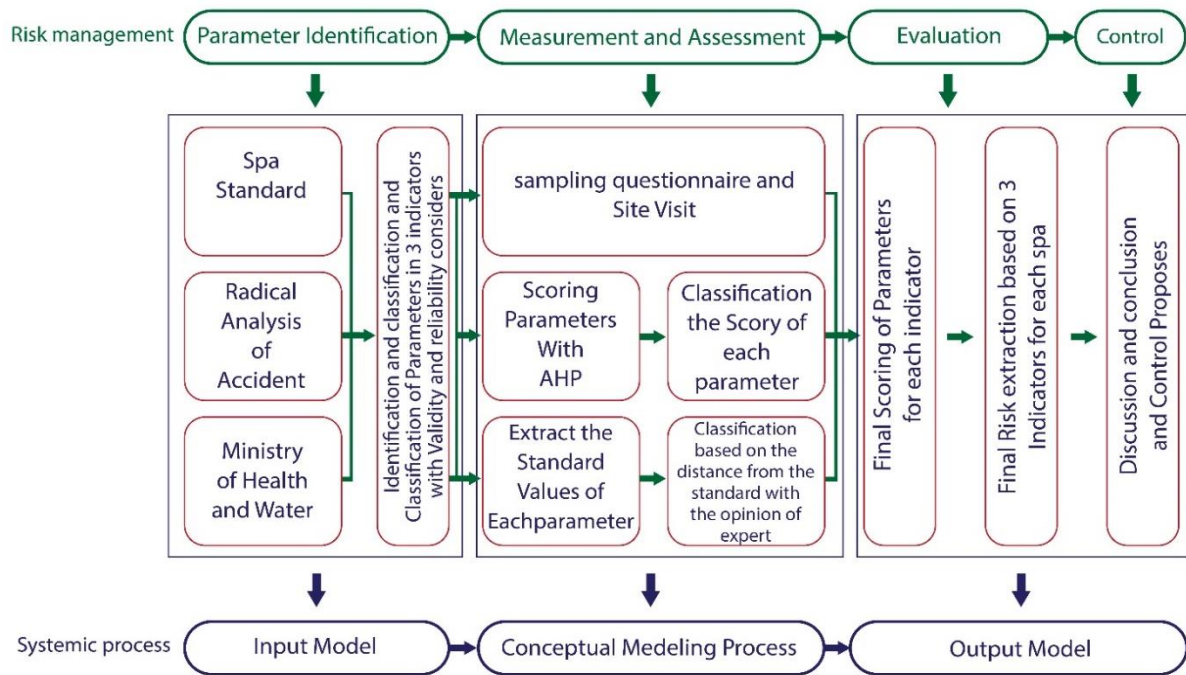 Risk management
Parameter Identification
Measurement and Assessment
Evaluation
Control
Spa
Standard
Radical
Analysis
of
Accident
Ministry
of Health
and Water
Identification and classification and
Classification of Parameters in 3 indicators
with Validity and reliability considers
sampling questionnaire and
Site Visit
Scoring
Parameters
With
AHP
Classification
the Scory of
each
parameter
Extract the
Standard
Values of
Eachparameter
Classification
based on the
distance from the
standard with
the opinion of
expert
Final Scoring of Parameters
for each indicator
Final Risk extraction based on 3
Indicators for each spa
Discussion and conclusion
and Control Proposes
Systemic process
Input Model
Conceptual Medeling Process
Output Model